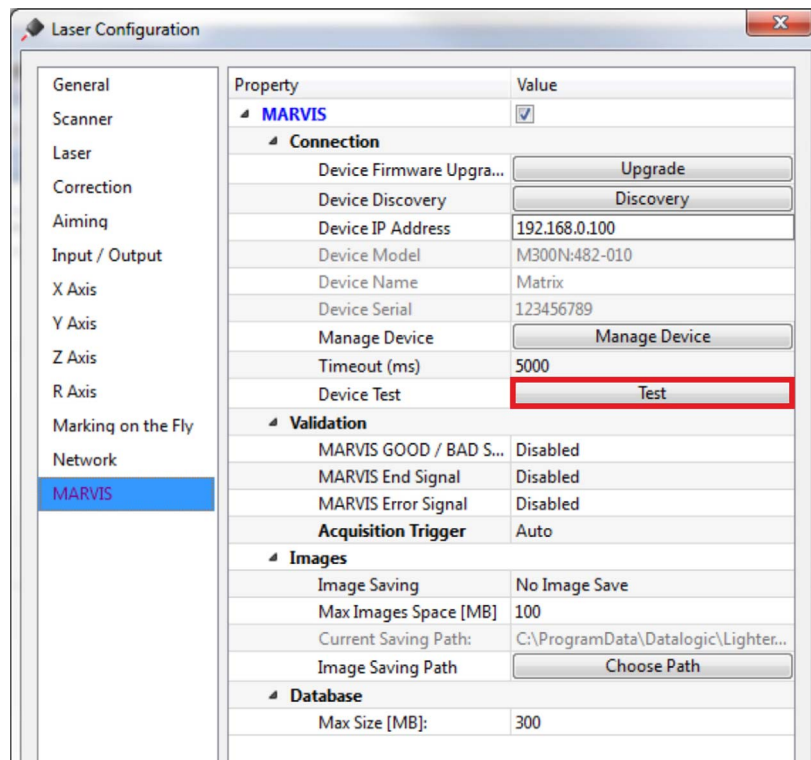 Laser Configuration
General
Scanner
Laser
Correction
Aiming
Input / Output
X Axis
Y Axis
Z Axis
R Axis
Marking on the Fly
Network
MARVIS
Property Value
MARVIS
Connection
Device Firmware Upgra... Upgrade
Device Discovery Discovery
Device IP Address 192.168.0.100
Device Model M300N:482-010
Device Name Matrix
Device Serial 123456789
Manage Device Manage Device
Timeout (ms) 5000
Device Test Test
Validation
MARVIS GOOD / BAD S... Disabled
MARVIS End Signal Disabled
MARVIS Error Signal Disabled
Acquisition Trigger Auto
Images
Image Saving No Image Save
Max Images Space [MB] 100
Current Saving Path: C:\ProgramData\Datalogic\Lighter...
Image Saving Path Choose Path
Database
Max Size [MB]: 300